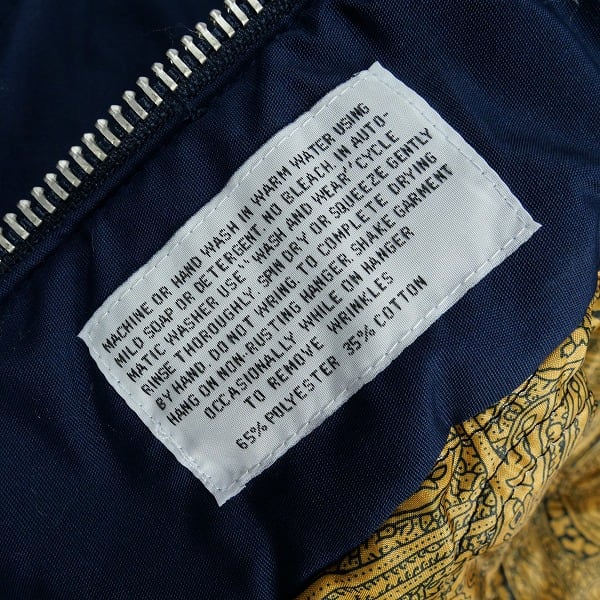 MACHINE OR HAND WASH IN WARM WATER USING
MILD SOAP OR DETERGENT. NO BLEACH. IN AUTO-
MATIC WASHER USE "WASH AND WEAR" CYCLE
RINSE THOROUGHLY, SPIN DRY OR SQUEEZE GENTLY
BY HAND. DO NOT WRING. TO COMPLETE DRYING
HANG ON NON-RUSTING HANGER. SHAKE GARMENT
OCCASIONALLY WHILE ON HANGER
TO REMOVE WRINKLES
65% POLYESTER 35% COTTON